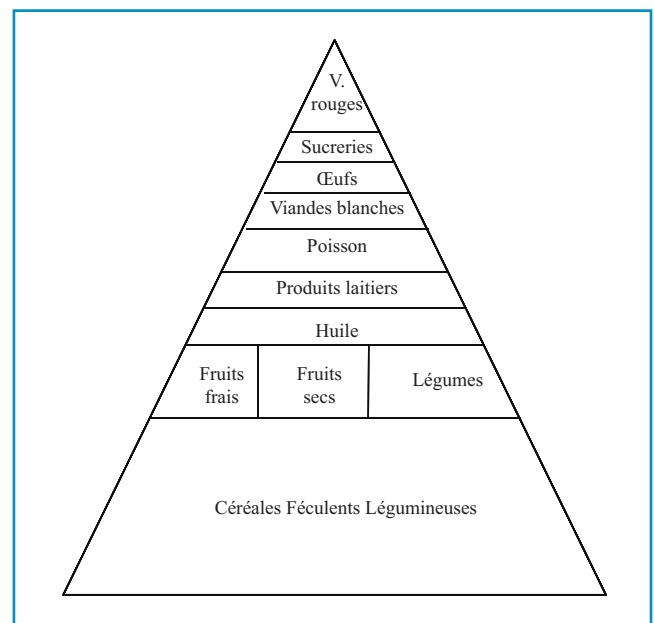 V.
rouges
Sucreries
Œufs
Viandes blanches
Poisson
Produits laitiers
Huile
Fruits
frais
Fruits
secs
Légumes
Céréales Féculents Légumineuses